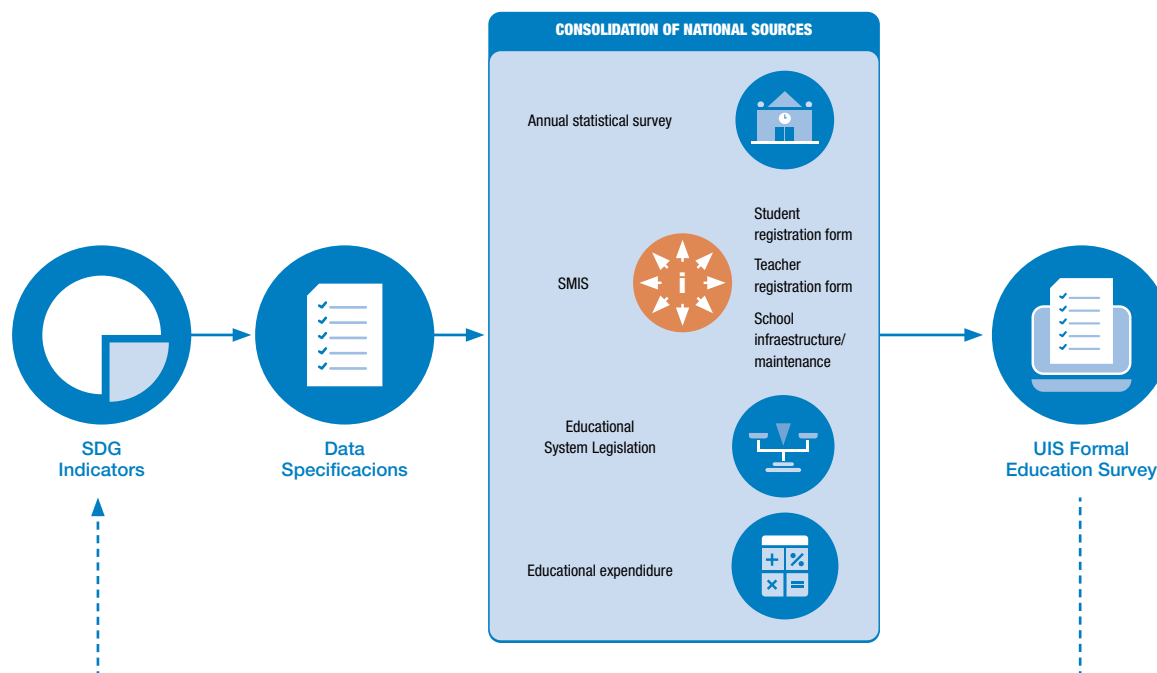 CONSOLIDATION OF NATIONAL SOURCES
Annual statistical survey
SMIS
i
Student
registration form
Teacher
registration form
School
infraestructure/
maintenance
Educational
System Legislation
Educational expendidure
SDG
Indicators
Data
Specificacions
UIS Formal
Education Survey